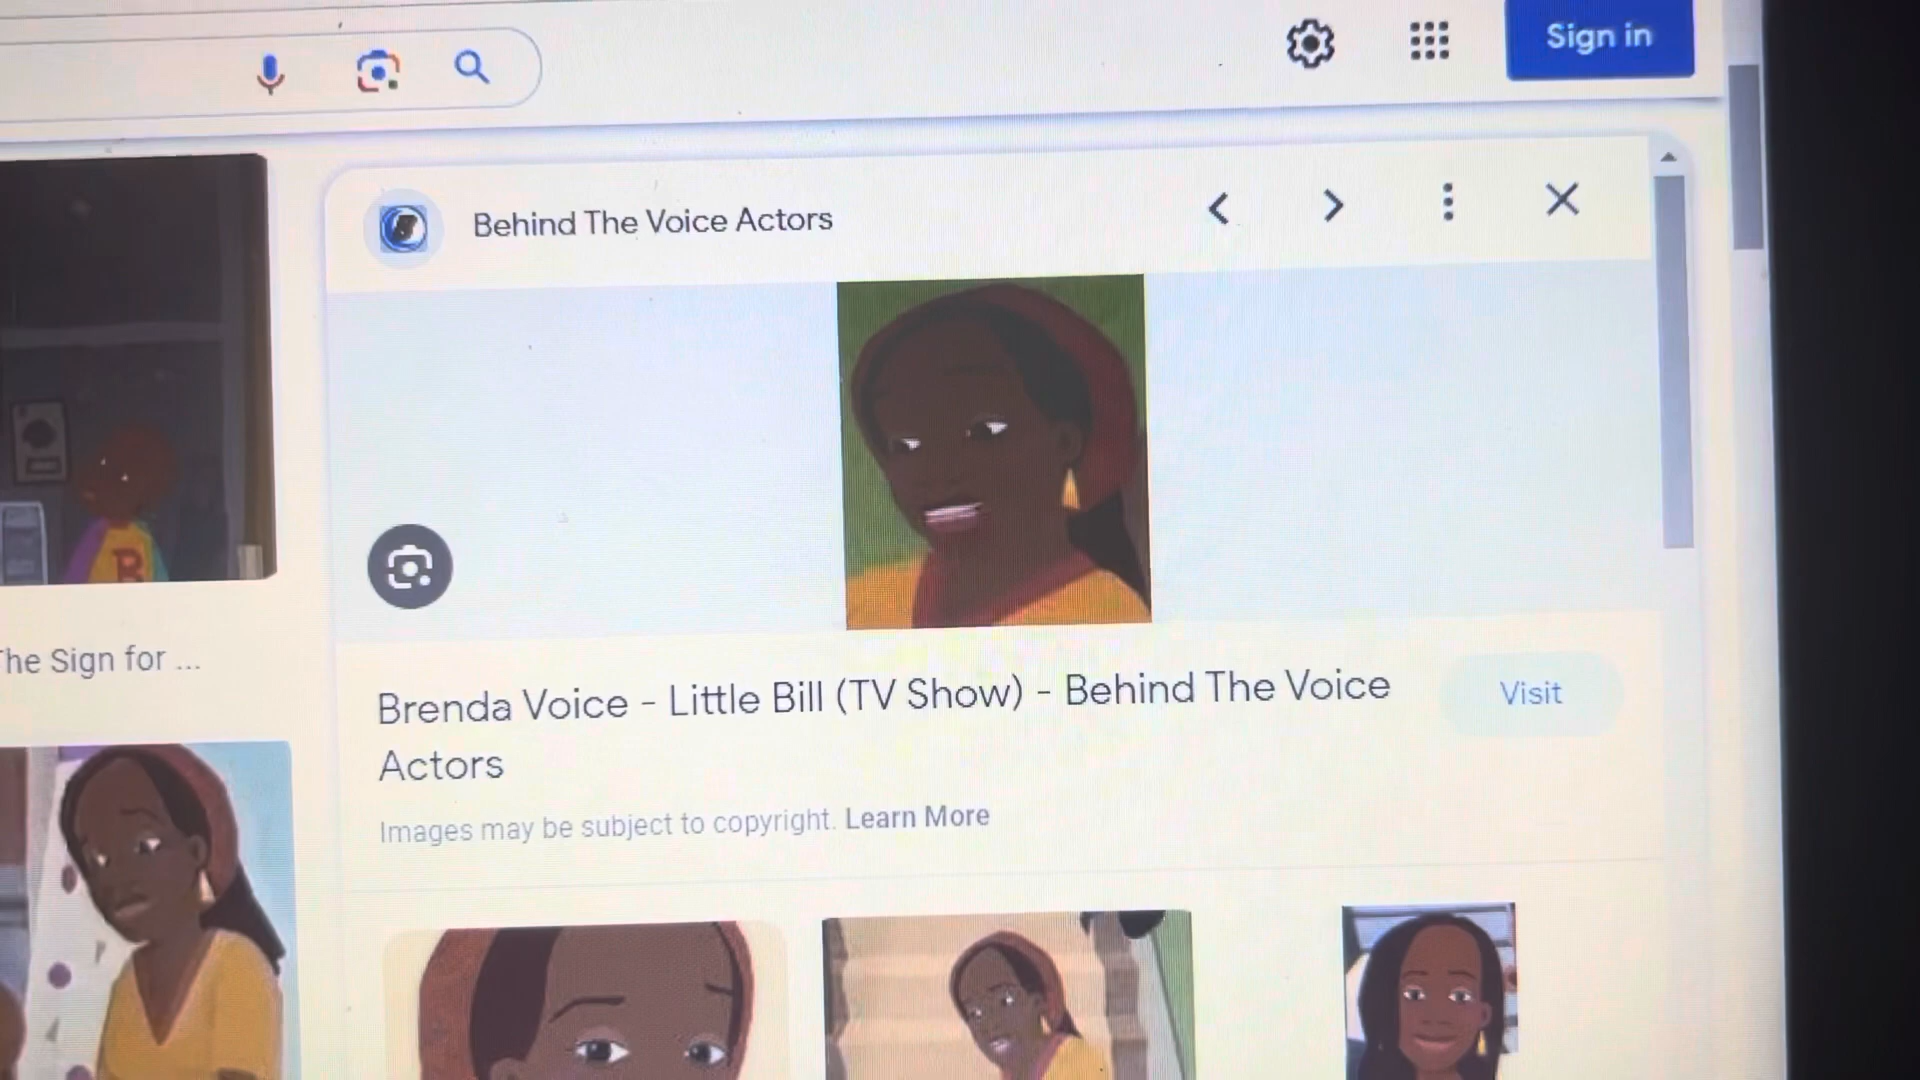 Sign in
Behind The Voice Actors
B
The Sign for ...
Brenda Voice - Little Bill (TV Show) - Behind The Voice
Actors
Visit
Images may be subject to copyright. Learn More